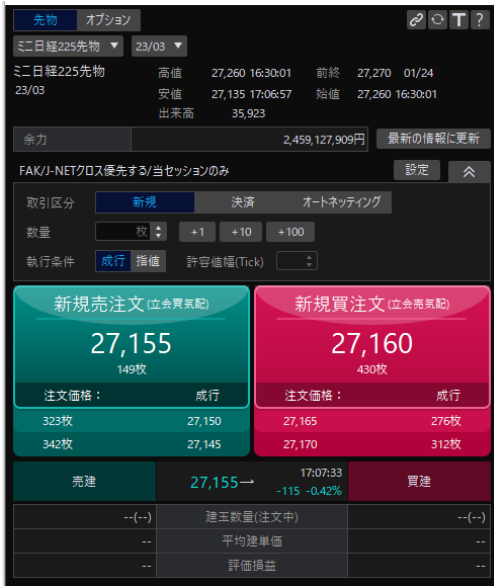 先物 オプション T ?
ミニ日経225先物 ▼ 23/03 ▼
ミニ日経225先物 高値 27,260 16:30:01 前終 27,270 01/24
23/03 安値 27,135 17:06:57 始値 27,260 16:30:01
出来高 35,923
余力 2,459,127,909円 最新の情報に更新
FAK/J-NETクロス優先する/当セッションのみ 設定
取引区分 新規 決済 オートネッティング
数量 枚 +1 +10 +100
執行条件 成行 指値 許容値幅(Tick)
新規売注文(立会買気配) 新規買注文(立会売気配)
27,155 27,160
149枚 430枚
注文価格： 成行 注文価格： 成行
323枚 27,150 27,165 276枚
342枚 27,145 27,170 312枚
売建 27,155→ 17:07:33 買建
-115 -0.42%
--(--) 建玉数量(注文中) --(--)
-- 平均建単価 --
-- 評価損益 --